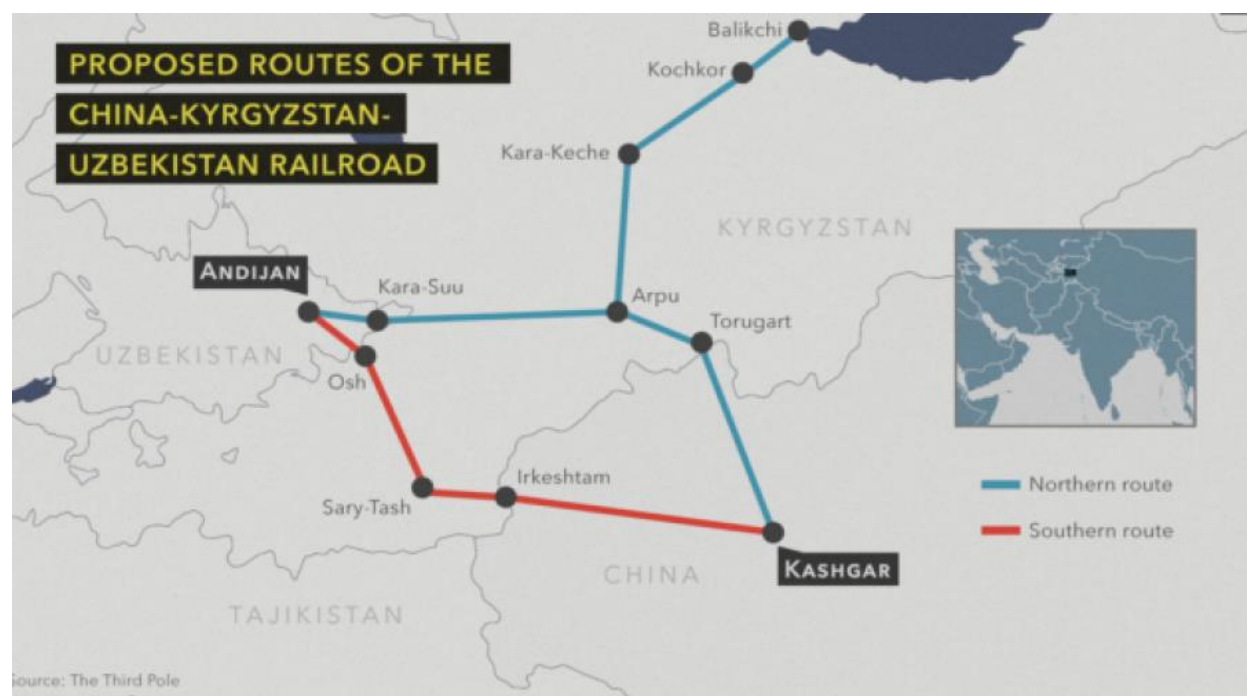 PROPOSED ROUTES OF THE
CHINA-KYRGYZSTAN-
UZBEKISTAN RAILROAD
Balikchi
Kochkor
Kara-Keche
KYRGYZSTAN
ANDIJAN
Kara-Suu
Arpu
Torugart
UZBEKISTAN
Osh
Irkeshtam
Sary-Tash
Northern route
Southern route
KASHGAR
CHINA
TAJIKISTAN
ource: The Third Pole